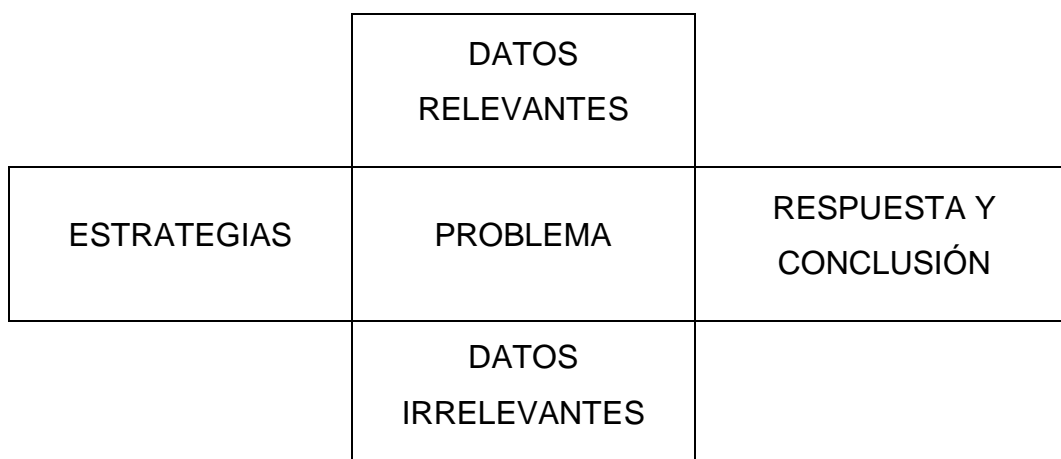 DATOS
RELEVANTES
ESTRATEGIAS
PROBLEMA
RESPUESTA Y
CONCLUSIÓN
DATOS
IRRELEVANTES